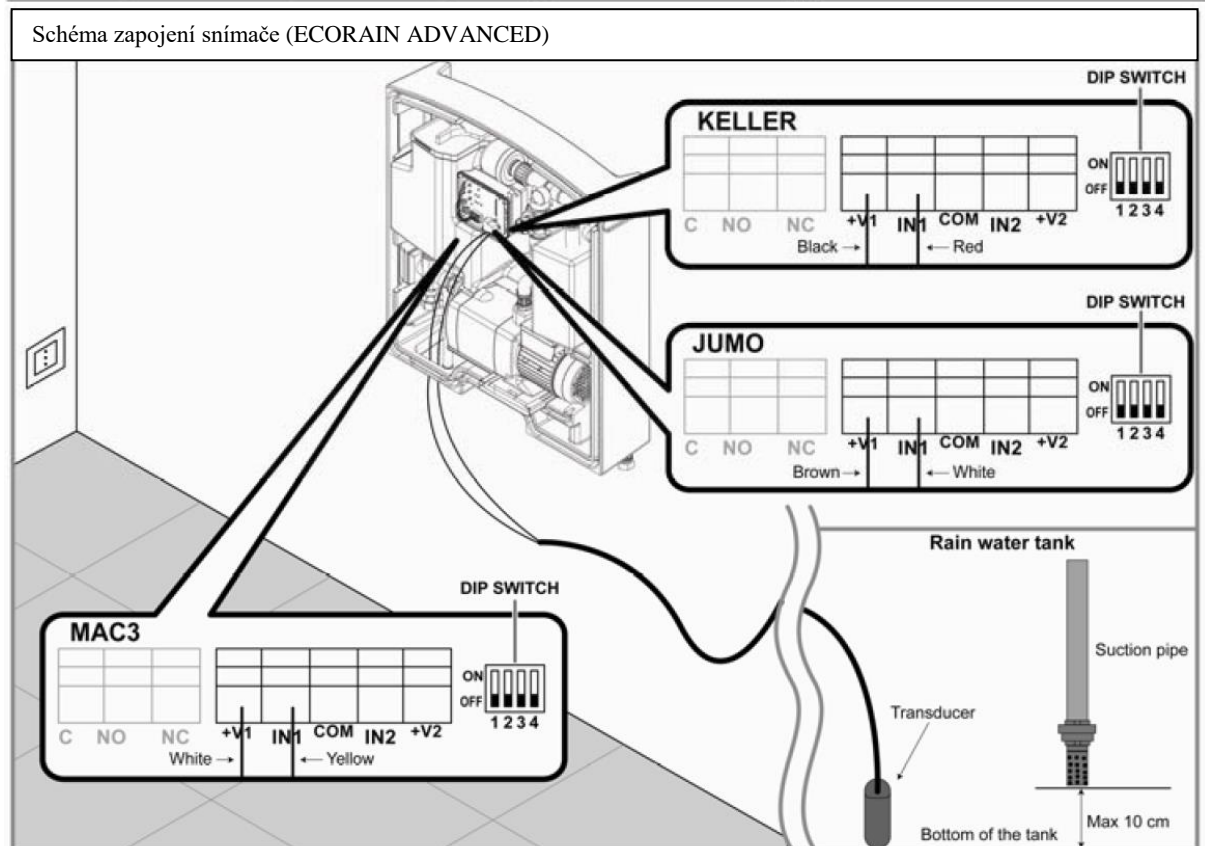 Schéma zapojení snímače (ECORAIN ADVANCED)
DIP SWITCH
KELLER
ON
OFF
1 2 3 4
C NO NC +V1 IN1 COM IN2 +V2
Black Red
DIP SWITCH
JUMO
ON
OFF
1 2 3 4
C NO NC +V1 IN1 COM IN2 +V2
Brown White
DIP SWITCH
MAC3
ON
OFF
1 2 3 4
C NO NC +V1 IN1 COM IN2 +V2
White Yellow
Rain water tank
Suction pipe
Transducer
Max 10 cm
Bottom of the tank